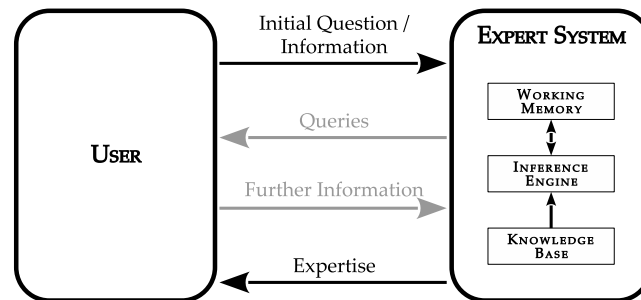 USER
Initial Question /
Information
Queries
Further Information
Expertise
EXPERT SYSTEM
WORKING
MEMORY
INFERENCE
ENGINE
KNOWLEDGE
BASE